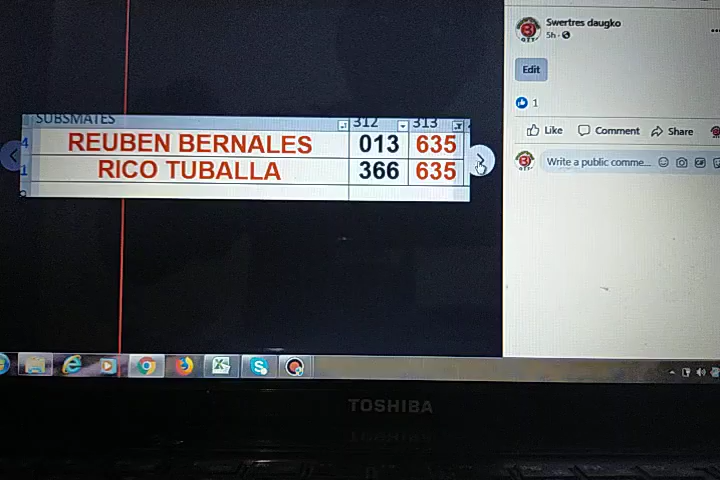 SUBSMATES 312 313
REUBEN BERNALES 013 635
RICO TUBALLA 366 635
Swertres daugko
5h
Edit
1
Like Comment Share
Write a public comme...
GIF
TOSHIBA